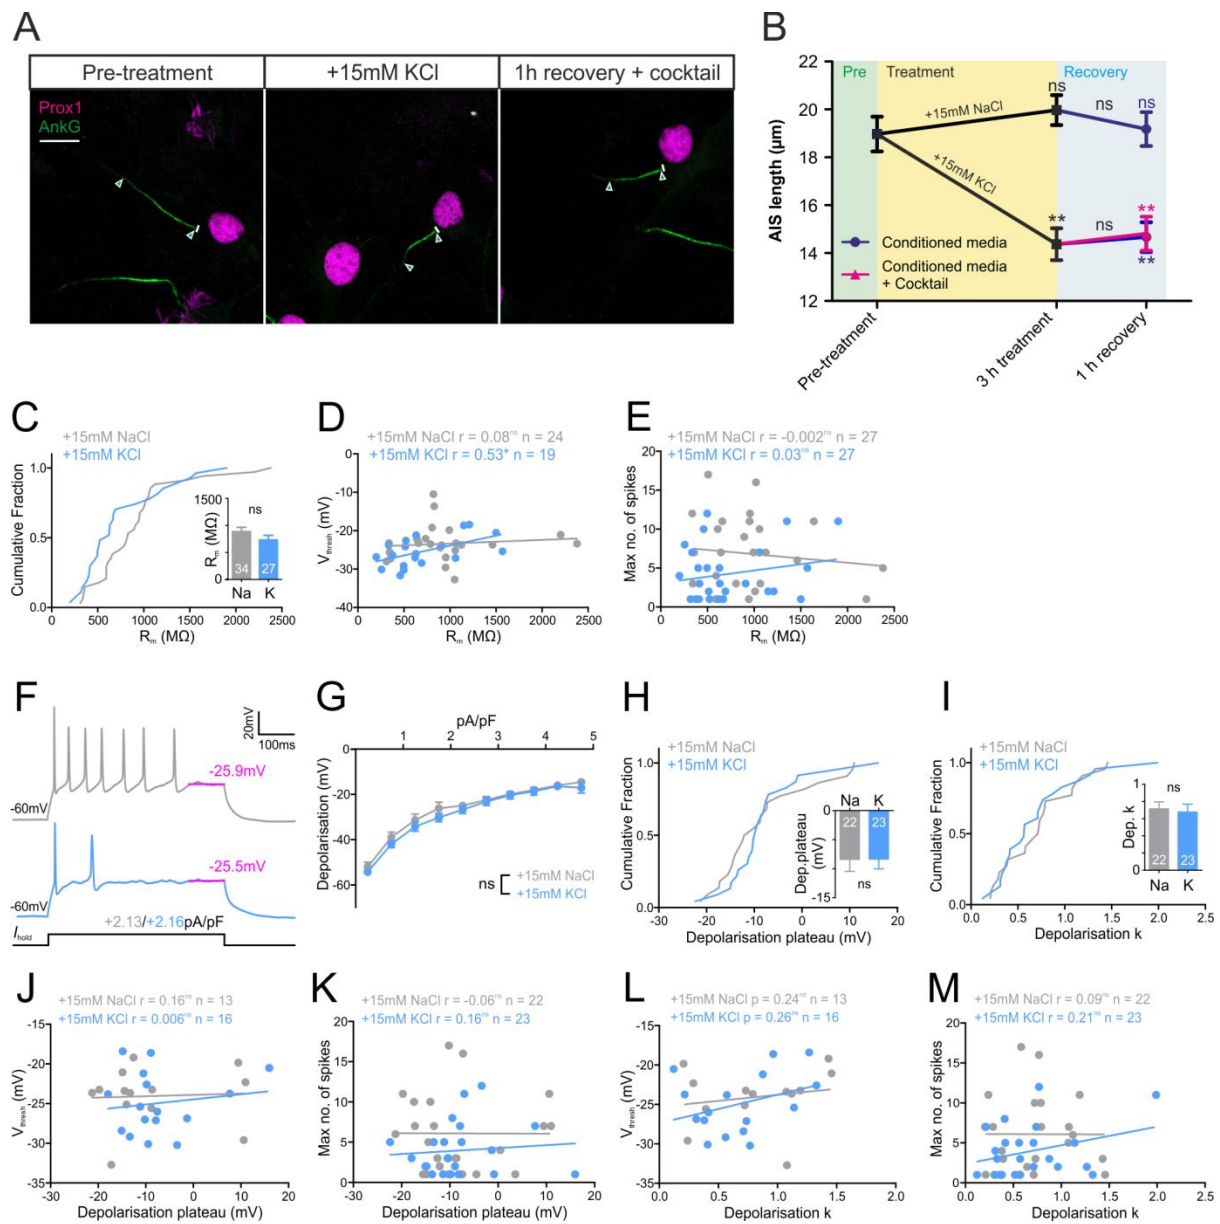 A
Pre-treatment
+15mM KCl
1h recovery + cocktail
Prox1
AnkG
B
Pre
Treatment
Recovery
AIS length (µm)
22
20
18
16
14
12
+15mM NaCl
+15mM KCl
ns
ns
ns
**
ns
**
**
Conditioned media
Conditioned media
+ Cocktail
Pre-treatment
3 h treatment
1 h recovery
C
+15mM NaCl
+15mM KCl
Cumulative Fraction
1.0
0.5
0.0
0 500 1000 1500 2000 2500
Rm (MΩ)
Rm (MΩ)
1500
0
ns
34 27
Na K
D
+15mM NaCl r = 0.08ns n = 24
+15mM KCl r = 0.53* n = 19
Vthresh (mV)
0
-10
-20
-30
-40
0 500 1000 1500 2000 2500
Rm (MΩ)
E
+15mM NaCl r = -0.002ns n = 27
+15mM KCl r = 0.03ns n = 27
Max no. of spikes
20
15
10
5
0
0 500 1000 1500 2000 2500
Rm (MΩ)
F
20mV
100ms
-25.9mV
-60mV
-25.5mV
-60mV
+2.13/+2.16pA/pF
Ihold
G
pA/pF
1 2 3 4 5
Depolarisation (mV)
0
-20
-40
-60
ns
+15mM NaCl
+15mM KCl
H
+15mM NaCl
+15mM KCl
Cumulative Fraction
1.0
0.5
0.0
-30 -20 -10 0 10 20
Depolarisation plateau (mV)
Na K
Dep.plateau
(mV)
0
-15
22 23
ns
I
+15mM NaCl
+15mM KCl
Cumulative Fraction
1.0
0.5
0.0
0.0 0.5 1.0 1.5 2.0 2.5
Depolarisation k
Dep. k
1
0
ns
22 23
Na K
J
+15mM NaCl r = 0.16ns n = 13
+15mM KCl r = 0.006ns n = 16
Vthresh (mV)
-15
-20
-25
-30
-35
-30 -20 -10 0 10 20
Depolarisation plateau (mV)
K
+15mM NaCl r = -0.06ns n = 22
+15mM KCl r = 0.16ns n = 23
Max no. of spikes
20
15
10
5
0
-30 -20 -10 0 10 20
Depolarisation plateau (mV)
L
+15mM NaCl p = 0.24ns n = 13
+15mM KCl p = 0.26ns n = 16
Vthresh (mV)
-15
-20
-25
-30
-35
0.0 0.5 1.0 1.5 2.0
Depolarisation k
M
+15mM NaCl r = 0.09ns n = 22
+15mM KCl r = 0.21ns n = 23
Max no. of spikes
20
15
10
5
0
0.0 0.5 1.0 1.5 2.0 2.5
Depolarisation k